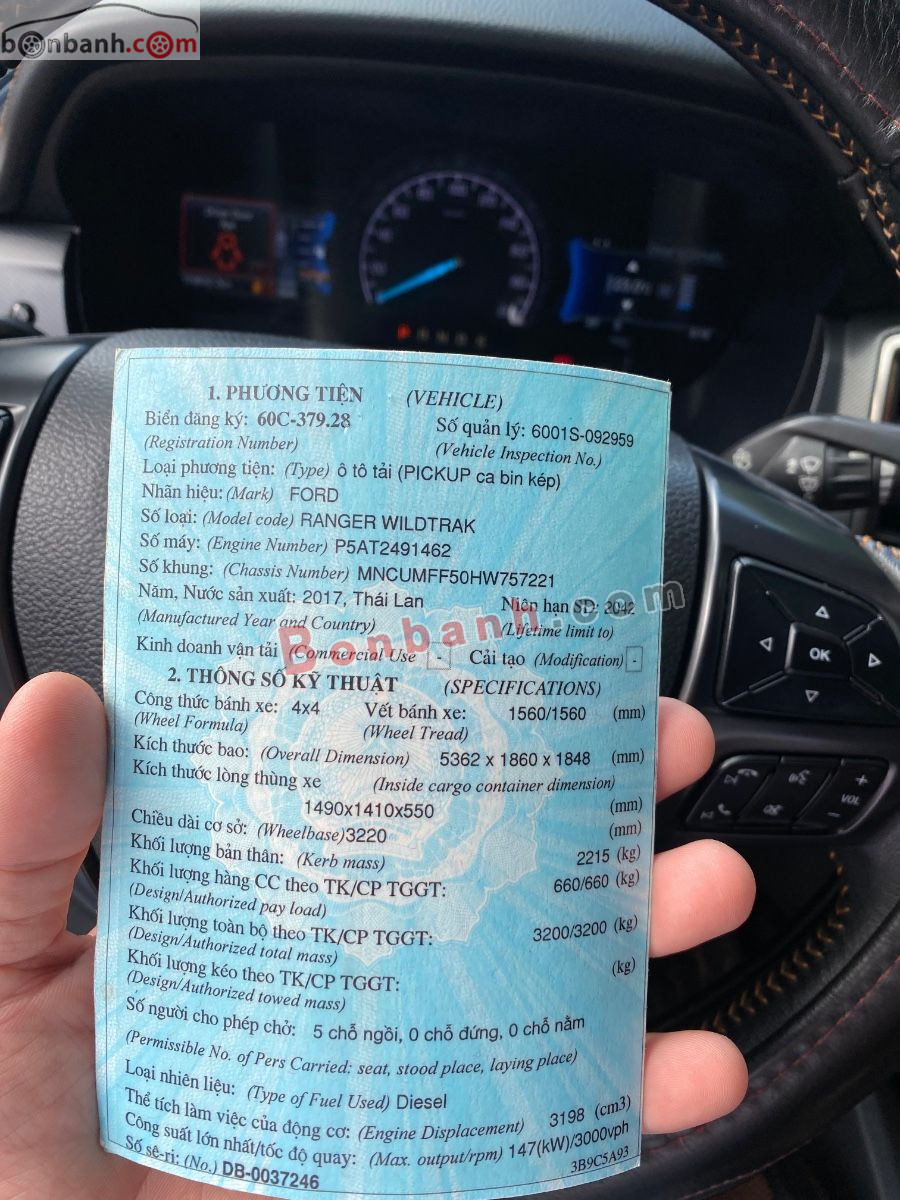 bonbanh.com
1. PHƯƠNG TIỆN (VEHICLE)
Biển đăng ký: 60C-379.28 Số quản lý: 6001S-092959
(Registration Number) (Vehicle Inspection No.)
Loại phương tiện: (Type) ô tô tải (PICKUP ca bin kép)
Nhãn hiệu: (Mark) FORD
Số loại: (Model code) RANGER WILDTRAK
Số máy: (Engine Number) P5AT2491462
Số khung: (Chassis Number) MNCUMFF50HW757221
Năm, Nước sản xuất: 2017, Thái Lan Niên hạn SD: 2042
(Manufactured Year and Country) (Lifetime limit to)
Bonbanh.com
Kinh doanh vận tải (Commercial Use - Cải tạo (Modification) -
2. THÔNG SỐ KỸ THUẬT (SPECIFICATIONS)
Công thức bánh xe: 4x4 Vết bánh xe: 1560/1560 (mm)
(Wheel Formula) (Wheel Tread)
Kích thước bao: (Overall Dimension) 5362 x 1860 x 1848 (mm)
Kích thước lòng thùng xe (Inside cargo container dimension)
1490x1410x550 (mm)
Chiều dài cơ sở: (Wheelbase)3220 (mm)
Khối lượng bản thân: (Kerb mass) 2215 (kg)
Khối lượng hàng CC theo TK/CP TGGT: 660/660 (kg)
(Design/Authorized pay load)
Khối lượng toàn bộ theo TK/CP TGGT: 3200/3200 (kg)
(Design/Authorized total mass)
Khối lượng kéo theo TK/CP TGGT: (kg)
(Design/Authorized towed mass)
Số người cho phép chở: 5 chỗ ngồi, 0 chỗ đứng, 0 chỗ nằm
(Permissible No. of Pers Carried: seat, stood place, laying place)
Loại nhiên liệu: (Type of Fuel Used) Diesel
Thể tích làm việc của động cơ: (Engine Displacement) 3198 (cm3)
Công suất lớn nhất/tốc độ quay: (Max. output/rpm) 147(kW)/3000vph
Số sê-ri: (No.) DB-0037246 3B9C5A93
OK
VOL